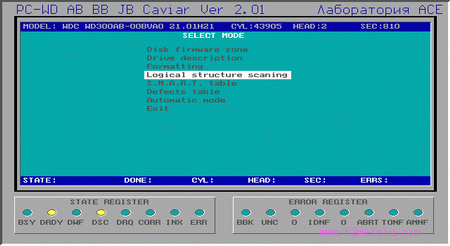 PC-WD AB BB JB Caviar Ver 2.01 Лаборатория ACE
MODEL: WDC WD300AB-00BVA0 21.01H21 CYL:43905 HEAD:2 SEC:810
SELECT MODE
Disk firmware zone
Drive description
Formatting
Logical structure scaning
S.M.A.R.T. table
Defects table
Automatic mode
Exit
STATE: DONE: CYL: HEAD: SEC: ERRS:
STATE REGISTER ERROR REGISTER
BSY DRDY DWF DSC DRQ CORR INX ERR BBK UNC 0 IDNF 0 ABRT TONF AMNF